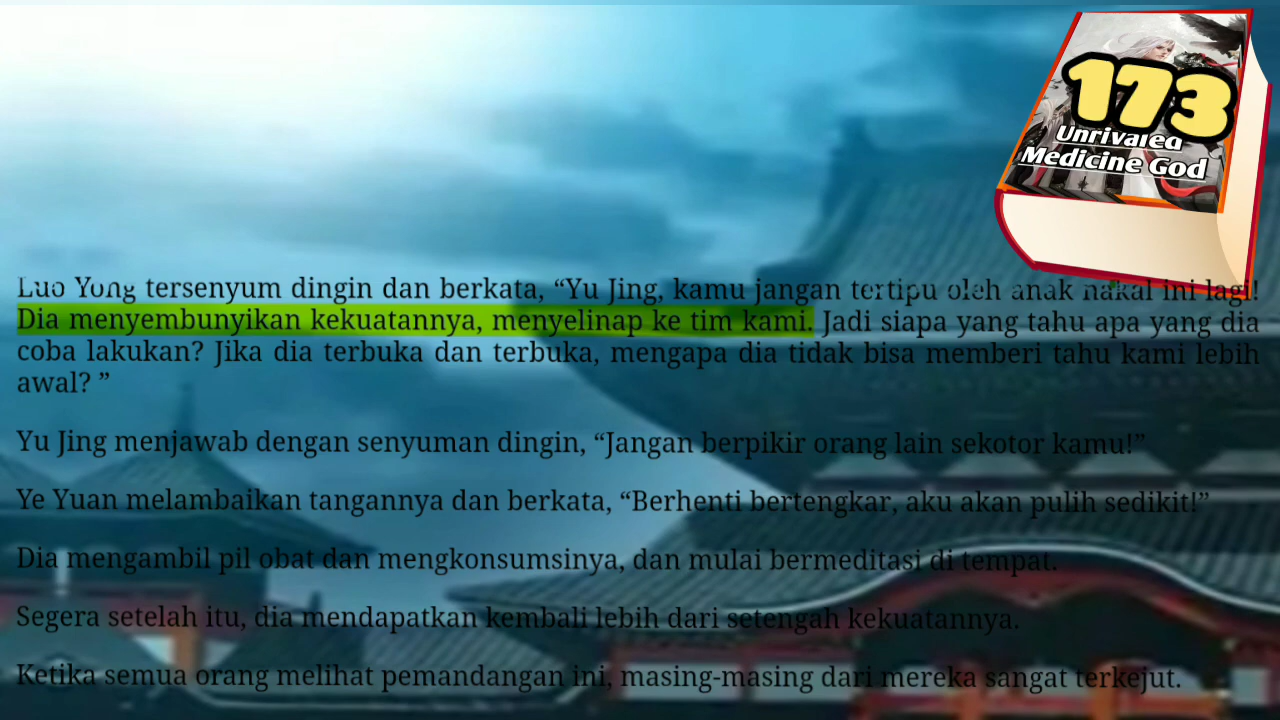 173
Unrivaled
Medicine God
Luo Yong tersenyum dingin dan berkata, “Yu Jing, kamu jangan tertipu oleh anak nakal ini lagi!
Dia menyembunyikan kekuatannya, menyelinap ke tim kami. Jadi siapa yang tahu apa yang dia
coba lakukan? Jika dia terbuka dan terbuka, mengapa dia tidak bisa memberi tahu kami lebih
awal? ”
Yu Jing menjawab dengan senyuman dingin, “Jangan berpikir orang lain sekotor kamu!”
Ye Yuan melambaikan tangannya dan berkata, “Berhenti bertengkar, aku akan pulih sedikit!”
Dia mengambil pil obat dan mengkonsumsinya, dan mulai bermeditasi di tempat.
Segera setelah itu, dia mendapatkan kembali lebih dari setengah kekuatannya.
Ketika semua orang melihat pemandangan ini, masing-masing dari mereka sangat terkejut.